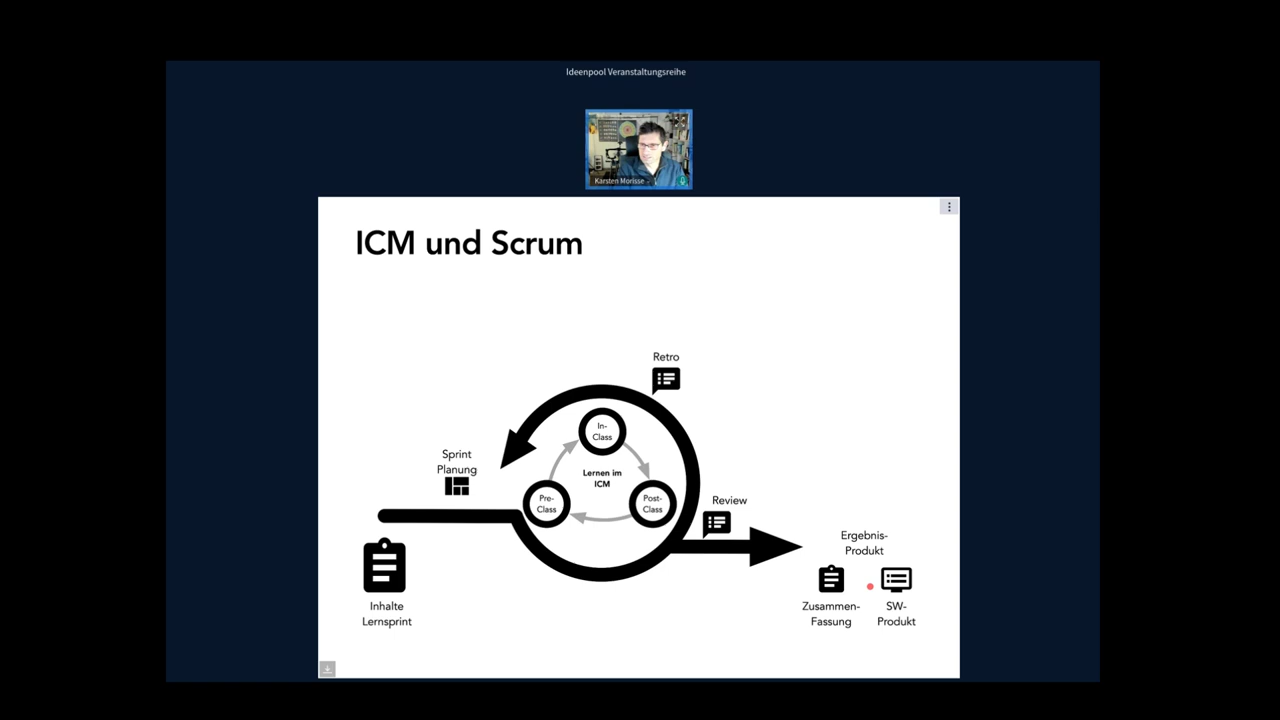 Ideenpool Veranstaltungsreihe
Karsten Morisse
ICM und Scrum
Retro
In-
Class
Sprint
Planung
Lernen im
ICM
Pre-
Class
Post-
Class
Review
Ergebnis-
Produkt
Inhalte
Lernsprint
Zusammen-
Fassung
SW-
Produkt